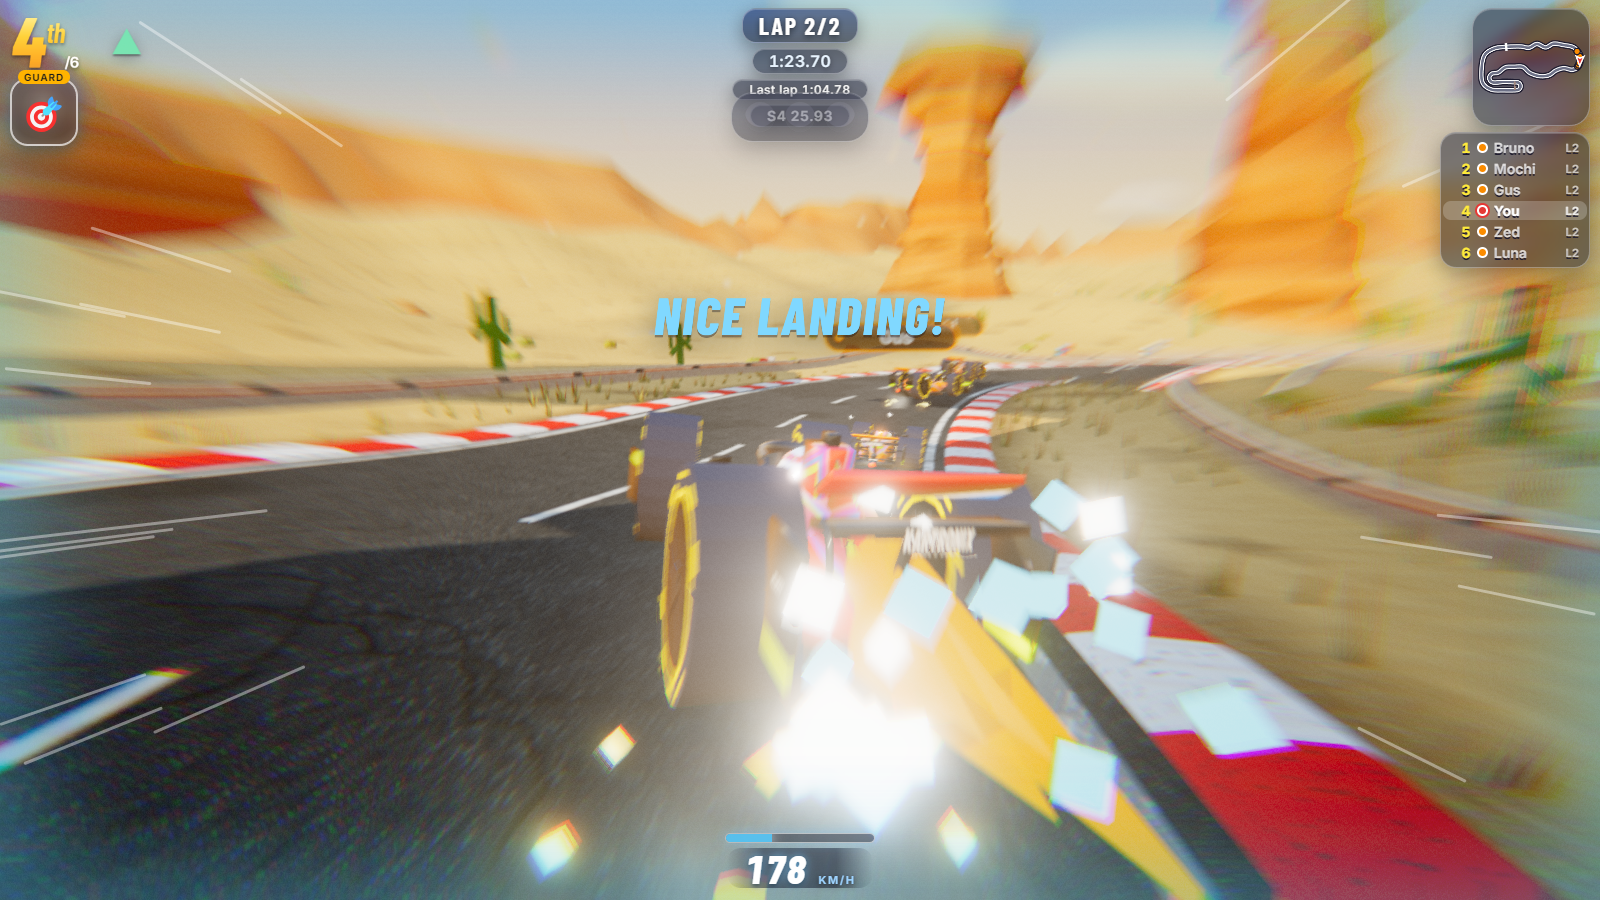 4th
/6
GUARD
LAP 2/2
1:23.70
Last lap 1:04.78
S4 25.93
1 Bruno L2
2 Mochi L2
3 Gus L2
4 You L2
5 Zed L2
6 Luna L2
NICE LANDING!
178 KM/H